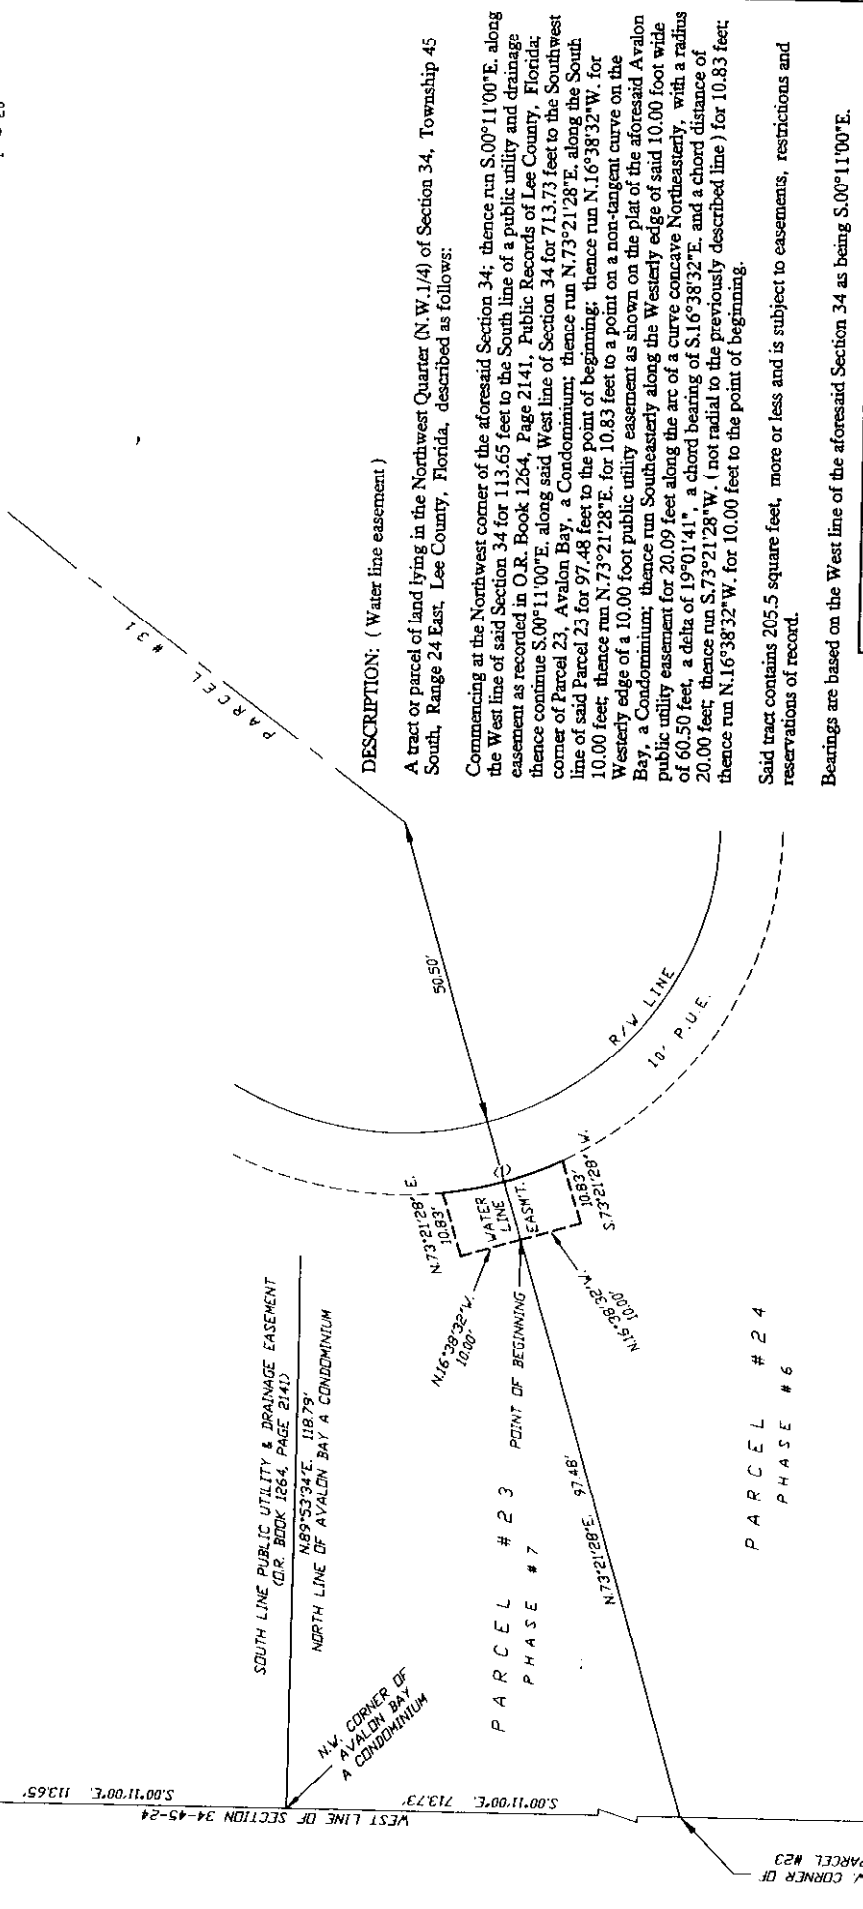 DESCRIPTION: ( Water line easement )
A tract or parcel of land lying in the Northwest Quarter (N.W.1/4) of Section 34, Township 45
South, Range 24 East, Lee County, Florida, described as follows:
Commencing at the Northwest corner of the aforesaid Section 34; thence run S.00°11'00"E. along
the West line of said Section 34 for 113.65 feet to the South line of a public utility and drainage
easement as recorded in O.R. Book 1264, Page 2141, Public Records of Lee County, Florida;
thence continue S.00°11'00"E. along said West line of Section 34 for 713.73 feet to the Southwest
corner of Parcel 23, Avalon Bay, a Condominium; thence run N.73°21'28"E. along the South
line of said Parcel 23 for 97.48 feet to the point of beginning; thence run N.16°38'32"W. for
10.00 feet; thence run N.73°21'28"E. for 10.83 feet to a point on a non-tangent curve on the
Westerly edge of a 10.00 foot public utility easement as shown on the plat of the aforesaid Avalon
Bay, a Condominium; thence run Southeasterly along the Westerly edge of said 10.00 foot wide
public utility easement for 20.09 feet along the arc of a curve concave Northeasterly, with a radius
of 60.50 feet, a delta of 19°01'41", a chord bearing of S.16°38'32"E. and a chord distance of
20.00 feet; thence run S.73°21'28"W. ( not radial to the previously described line ) for 10.83 feet;
thence run N.16°38'32"W. for 10.00 feet to the point of beginning.
Said tract contains 205.5 square feet, more or less and is subject to easements, restrictions and
reservations of record.
Bearings are based on the West line of the aforesaid Section 34 as being S.00°11'00"E.
PARCEL #31
50.50'
R/W LINE
10' P.U.E.
SOUTH LINE PUBLIC UTILITY & DRAINAGE EASEMENT
(O.R. BOOK 1264, PAGE 2141)
N.89°53'34"E. 118.79'
NORTH LINE OF AVALON BAY A CONDOMINIUM
N.W. CORNER OF
AVALON BAY
A CONDOMINIUM
N.73°21'28" E.
10.83'
WATER
LINE
EASM'T.
1
10.83'
S.73°21'28" W.
N.16°38'32"W.
10.00'
POINT OF BEGINNING
N.16°38'32"W.
10.00'
PARCEL #23
PHASE #7
N.73°21'28"E. 97.48'
PARCEL #24
PHASE #6
S.00°11'00"E. 113.65'
WEST LINE OF SECTION 34-45-24
S.00°11'00"E. 713.73'
CORNER OF
PARCEL #23